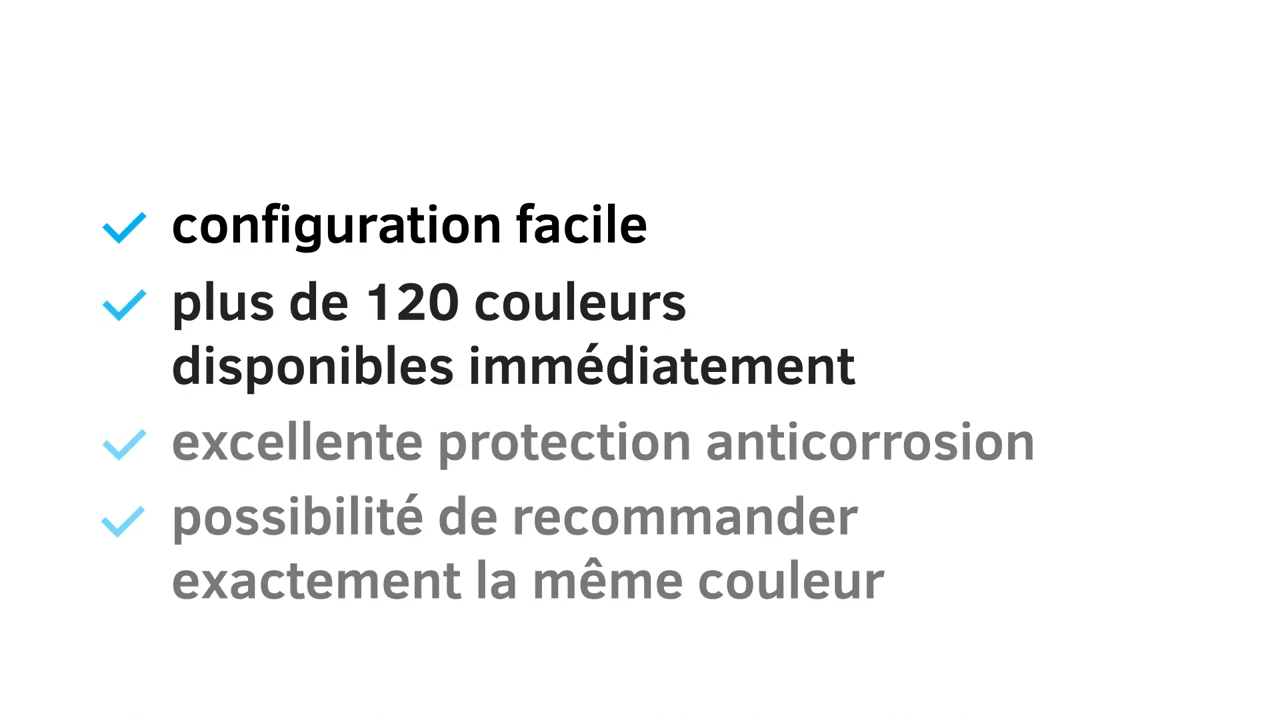 configuration facile
plus de 120 couleurs
disponibles immédiatement
excellente protection anticorrosion
possibilité de recommander
exactement la même couleur